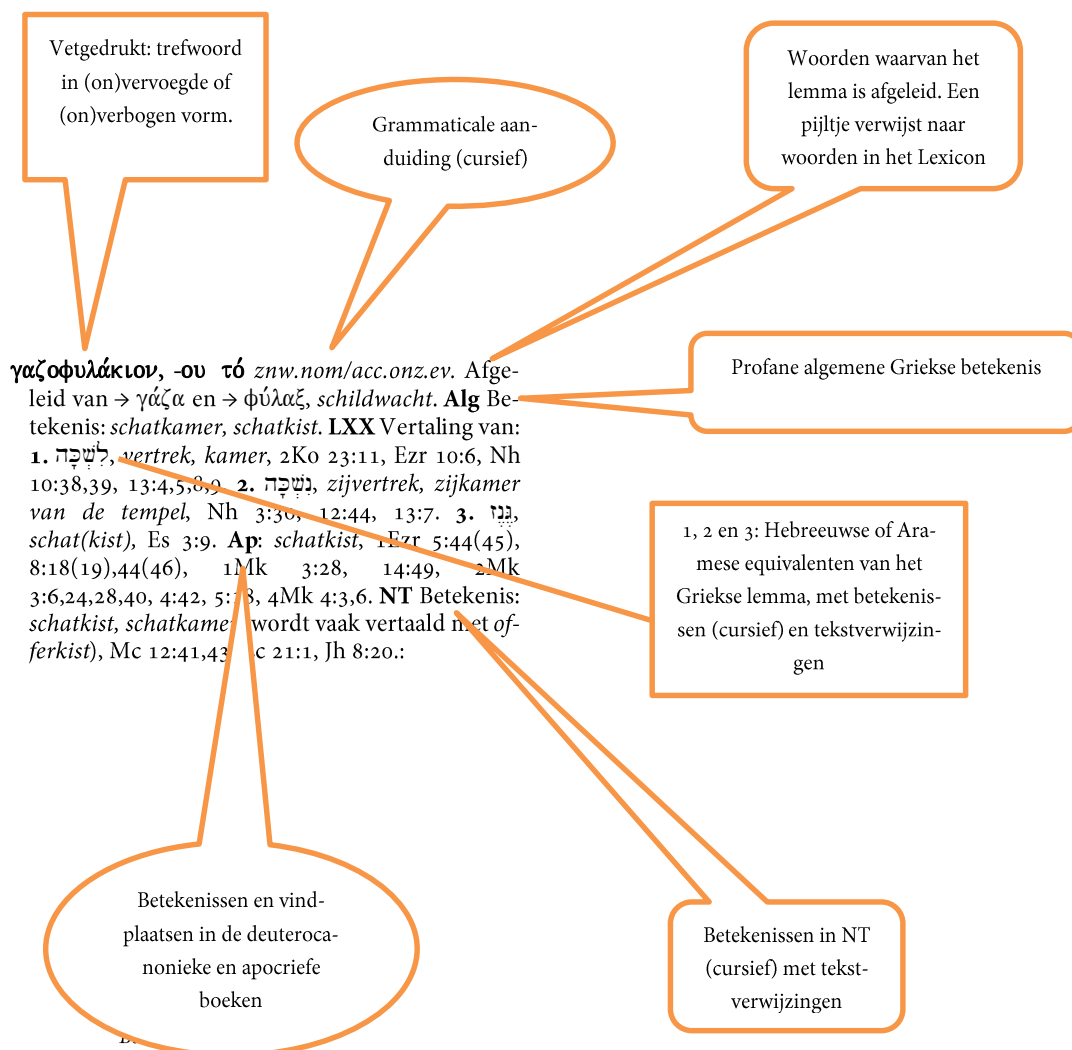 Vetgedrukt: trefwoord
in (on)vervoegde of
(on)verbogen vorm.
Grammaticale aan-
duiding (cursief)
Woorden waarvan het
lemma is afgeleid. Een
pijltje verwijst naar
woorden in het Lexicon
γαζοφυλάκιον, -ου τό znw.nom/acc.onz.ev. Afge-
leid van → γάζα en → φύλαξ, schildwacht. Alg Be-
tekenis: schatkamer, schatkist. LXX Vertaling van:
1. לִשְׁכָּה, vertrek, kamer, 2Ko 23:11, Ezr 10:6, Nh
10:38,39, 13:4,5,8,9. 2. נִשְׁכָּה, zijvertrek, zijkamer
van de tempel, Nh 3:30, 12:44, 13:7. 3. גֶּנֶז,
schat(kist), Es 3:9. Ap: schatkist, 1Ezr 5:44(45),
8:18(19),44(46), 1Mk 3:28, 14:49, 2Mk
3:6,24,28,40, 4:42, 5:18, 4Mk 4:3,6. NT Betekenis:
schatkist, schatkamer wordt vaak vertaald met of-
ferkist), Mc 12:41,43 21:1, Jh 8:20.:
Profane algemene Griekse betekenis
1, 2 en 3: Hebreeuwse of Ara-
mese equivalenten van het
Griekse lemma, met betekenis-
sen (cursief) en tekstverwijzin-
gen
Betekenissen en vind-
plaatsen in de deuteroca-
nonieke en apocriefe
boeken
Betekenissen in NT
(cursief) met tekst-
verwijzingen